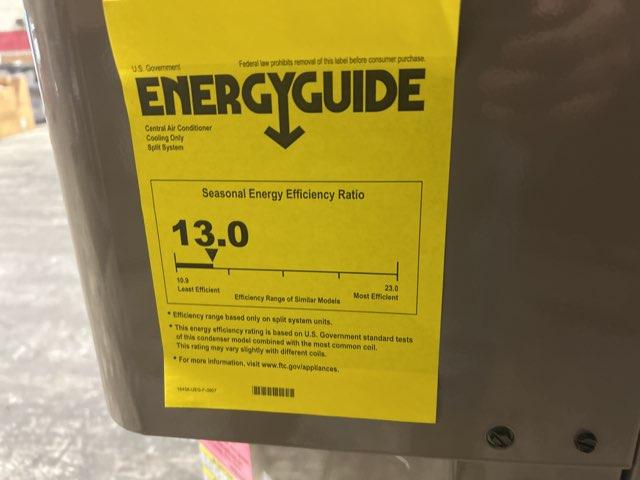 U.S. Government
Federal law prohibits removal of this label before consumer purchase.
ENERGYGUIDE
Central Air Conditioner
Cooling Only
Split System
Seasonal Energy Efficiency Ratio
13.0
10.9
23.0
Least Efficient
Most Efficient
Efficiency Range of Similar Models
* Efficiency range based only on split system units.
* This energy efficiency rating is based on U.S. Government standard tests
of this condenser model combined with the most common coil.
This rating may vary slightly with different coils.
* For more information, visit www.ftc.gov/appliances.